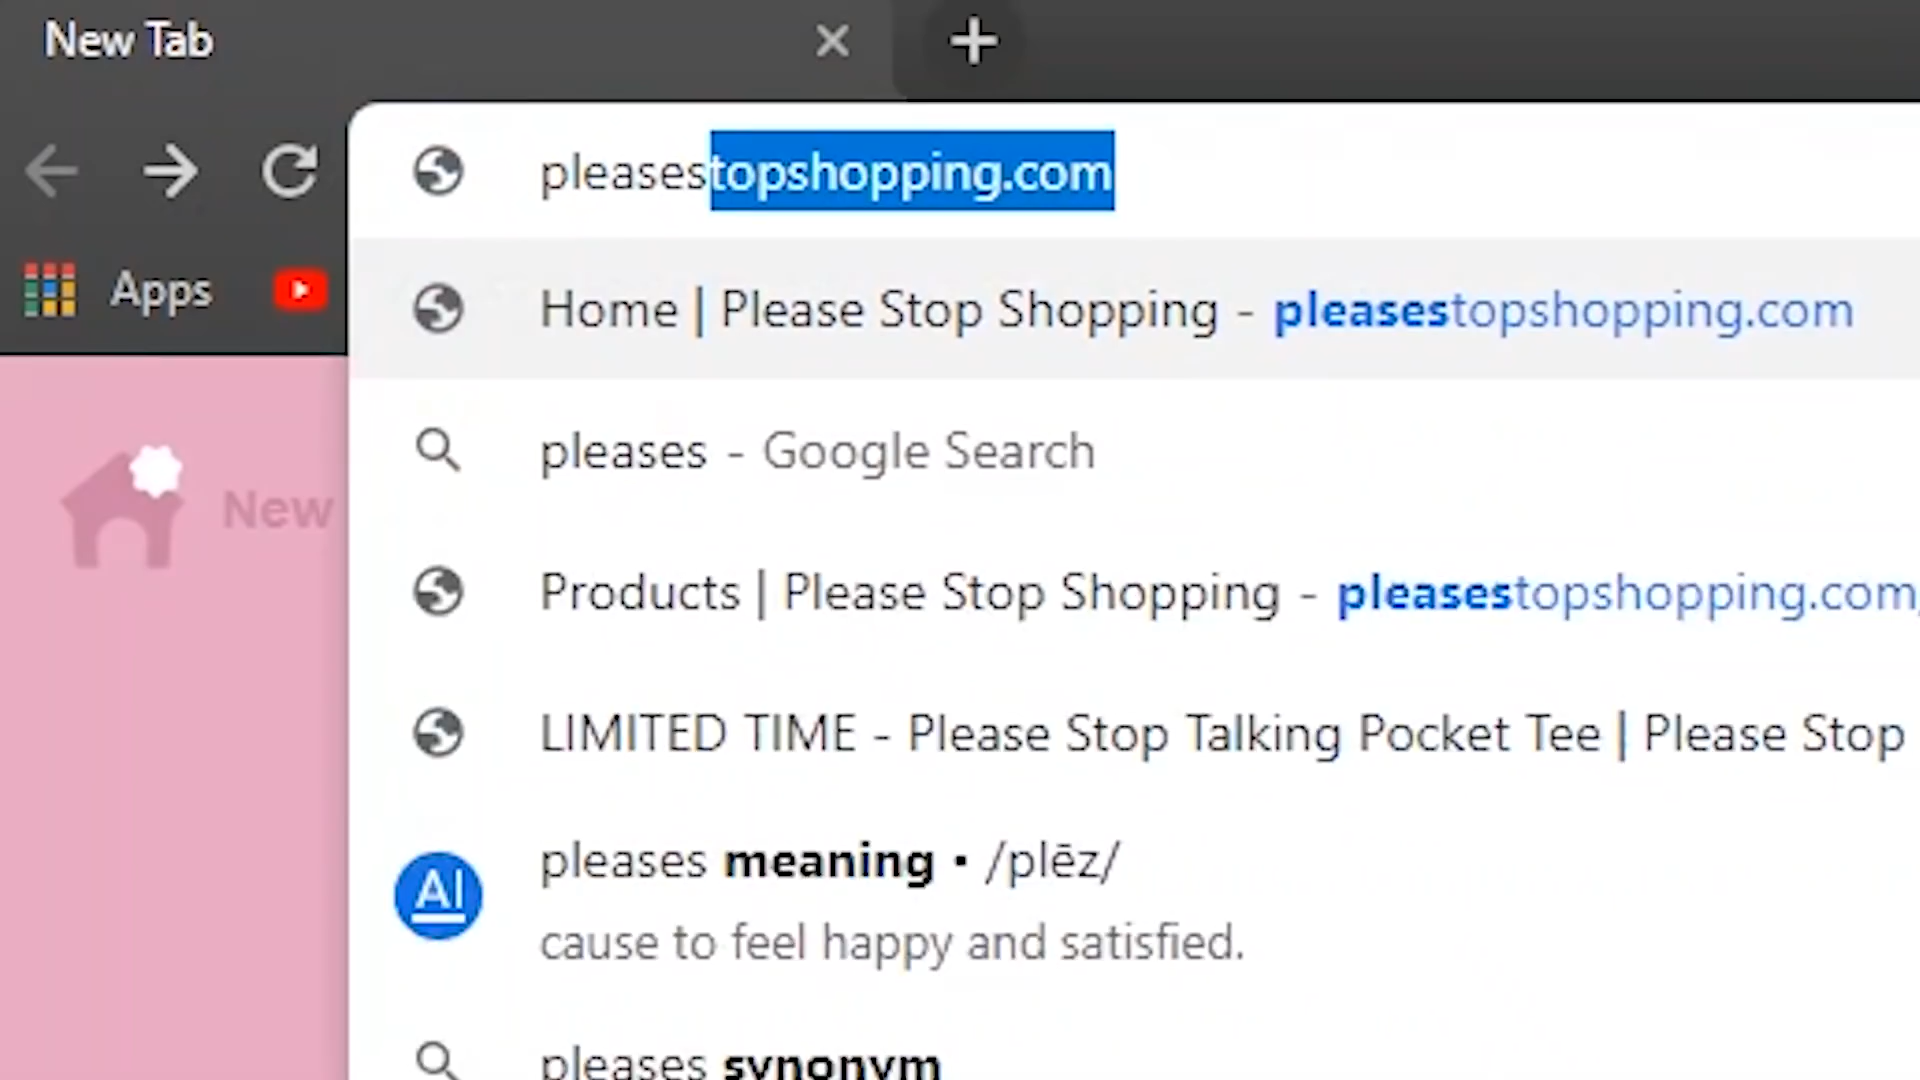 New Tab
pleasestopshopping.com
Apps
Home | Please Stop Shopping - pleasestopshopping.com
New
pleases - Google Search
Products | Please Stop Shopping - pleasestopshopping.com
LIMITED TIME - Please Stop Talking Pocket Tee | Please Stop
pleases meaning • /plēz/
AI
cause to feel happy and satisfied.
pleases synonym